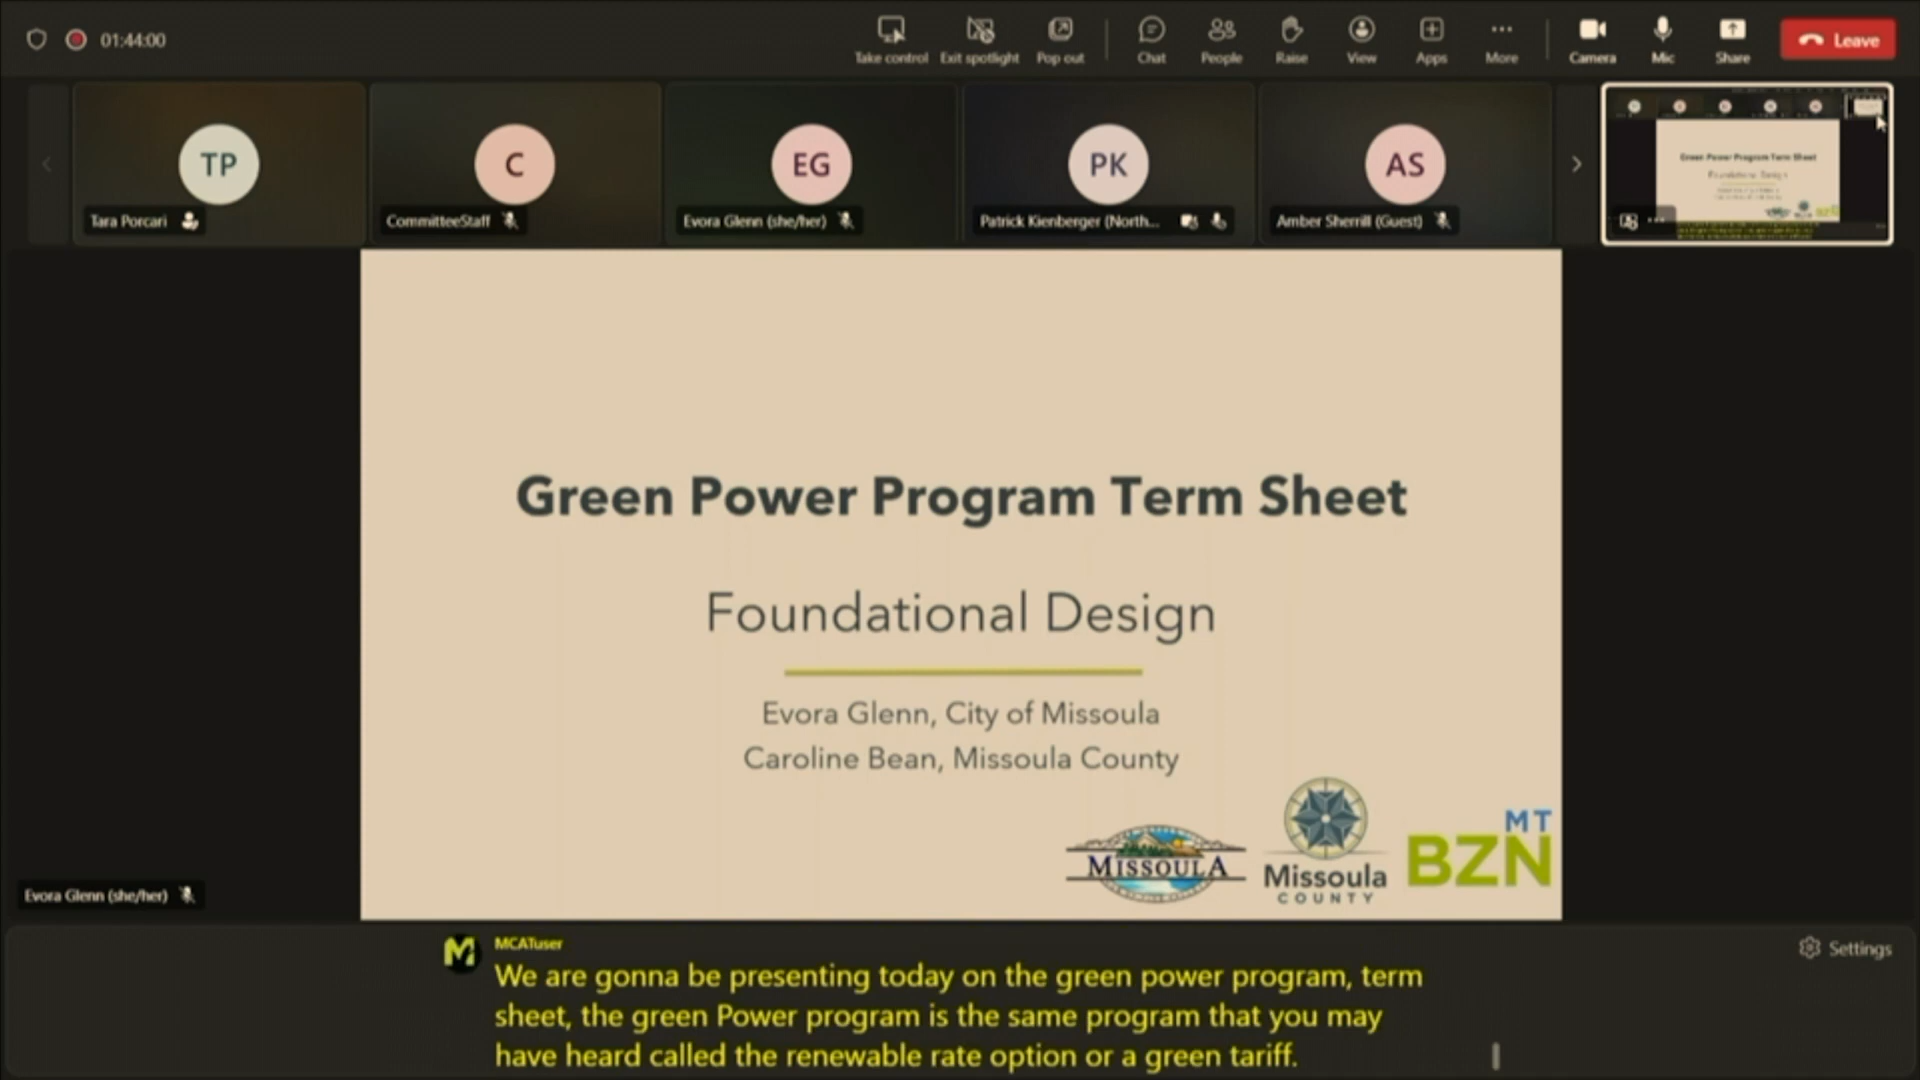 01:44:00
Take control
Exit spotlight
Pop out
Chat
People
Raise
View
Apps
More
Camera
Mic
Share
Leave
TP
C
EG
PK
AS
Tara Porcari
CommitteeStaff
Evora Glenn (she/her)
Patrick Kienberger (North...
Amber Sherrill (Guest)
Green Power Program Term Sheet
Green Power Program Term Sheet
Foundational Design
Evora Glenn, City of Missoula
Caroline Bean, Missoula County
MISSOULA
Missoula
COUNTY
MT
BZN
Evora Glenn (she/her)
MCATuser
Settings
We are gonna be presenting today on the green power program, term
sheet, the green Power program is the same program that you may
have heard called the renewable rate option or a green tariff.